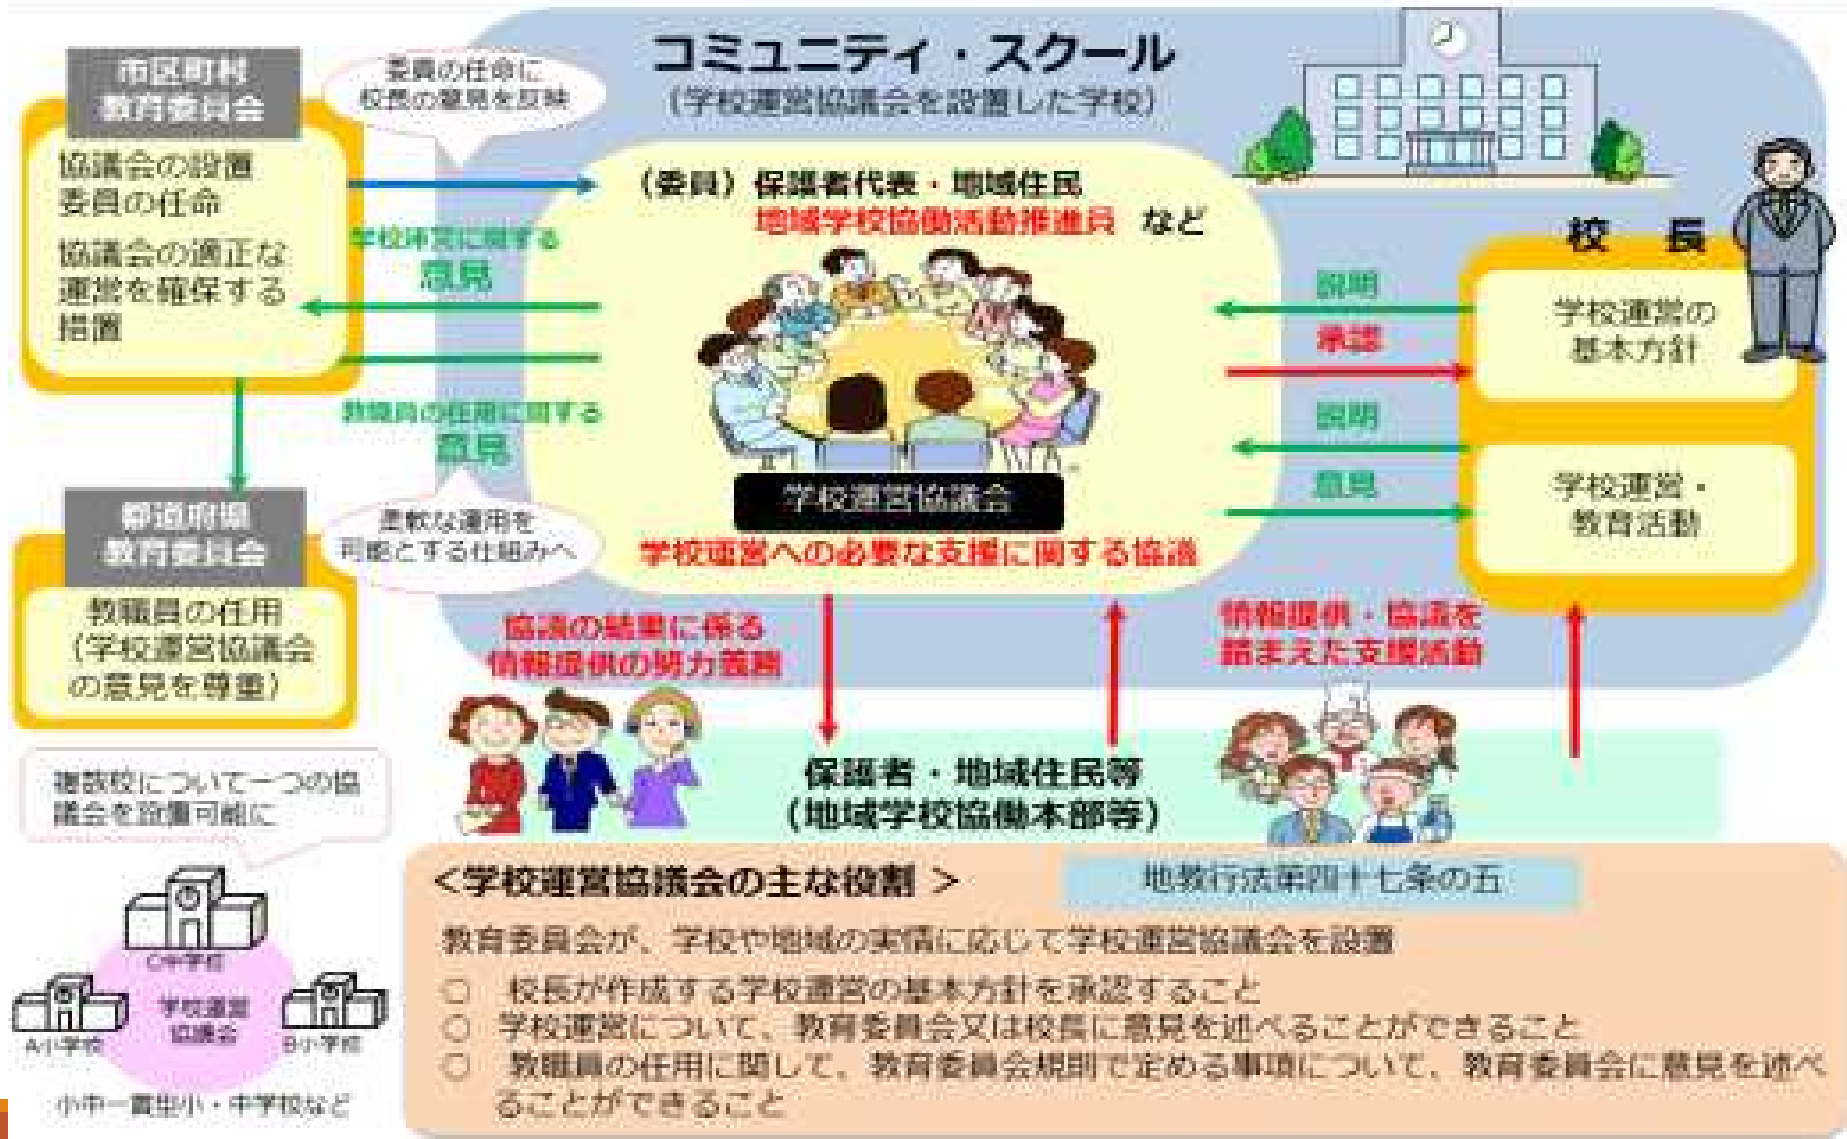 コミュニティ・スクール
(学校運営協議会を設置した学校)
市区町村
教育委員会
協議会の設置
委員の任命
協議会の適正な
運営を確保する
措置
委員の任命に
校長の意見を反映
学校運営に関する
意見
教職員の任用に関する
意見
柔軟な運用を
可能とする仕組みへ
都道府県
教育委員会
教職員の任用
(学校運営協議会
の意見を尊重)
(委員)保護者代表・地域住民
地域学校協働活動推進員 など
学校運営協議会
学校運営への必要な支援に関する協議
校 長
説明
承認
学校運営の
基本方針
説明
意見
学校運営・
教育活動
協議の結果に係る
情報提供の努力義務
情報提供・協議を
踏まえた支援活動
保護者・地域住民等
(地域学校協働本部等)
複数校について一つの協
議会を設置可能に
C中学校
学校運営
協議会
A小学校
B小学校
小中一貫型小・中学校など
<学校運営協議会の主な役割 >
地教行法第四十七条の五
教育委員会が、学校や地域の実情に応じて学校運営協議会を設置
○ 校長が作成する学校運営の基本方針を承認すること
○ 学校運営について、教育委員会又は校長に意見を述べることができること
○ 教職員の任用に関して、教育委員会規則で定める事項について、教育委員会に意見を述べ
ることができること